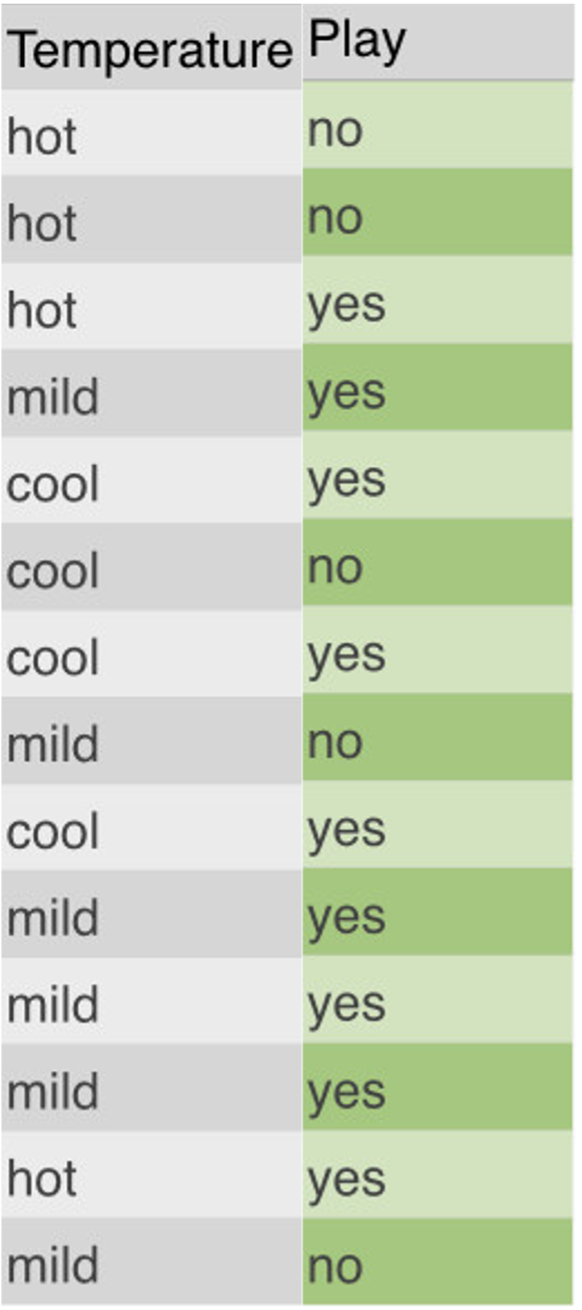 Temperature Play
hot no
hot no
hot yes
mild yes
cool yes
cool no
cool yes
mild no
cool yes
mild yes
mild yes
mild yes
hot yes
mild no